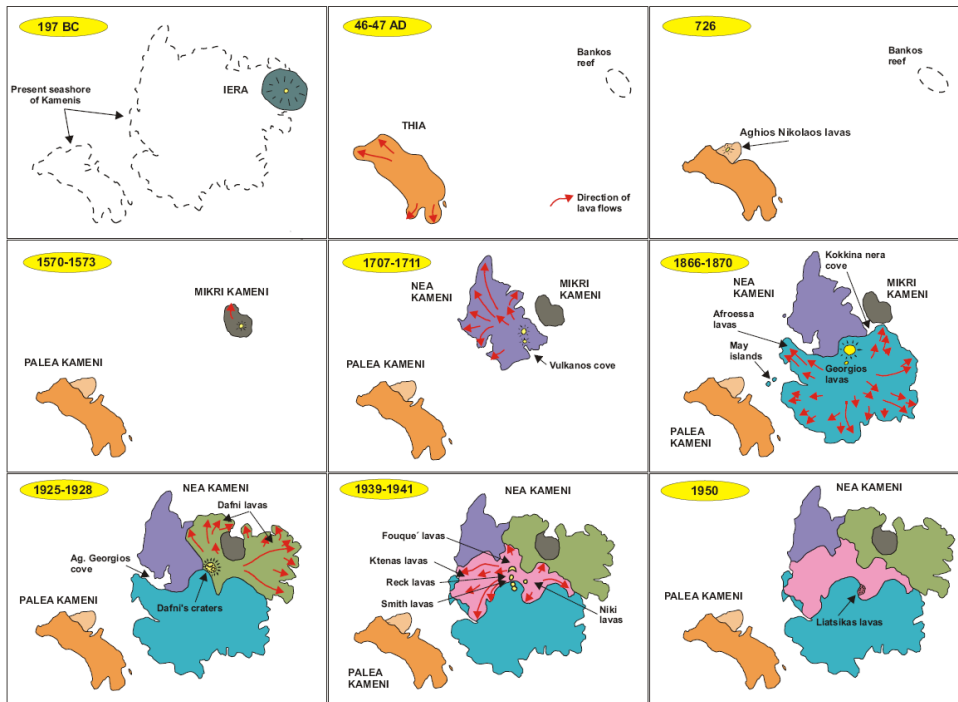 197 BC
IERA
Present seashore
of Kamenis
46-47 AD
Bankos
reef
THIA
Direction of
lava flows
726
Bankos
reef
Aghios Nikolaos lavas
1570-1573
MIKRI KAMENI
PALEA KAMENI
1707-1711
NEA
KAMENI
MIKRI
KAMENI
Vulkanos cove
PALEA KAMENI
1866-1870
Kokkina nera
cove
NEA
KAMENI
MIKRI
KAMENI
Afroessa
lavas
May
islands
Georgios
lavas
PALEA
KAMENI
1925-1928
NEA KAMENI
Dafni lavas
Ag. Georgios
cove
PALEA KAMENI
Dafni's craters
1939-1941
NEA KAMENI
Fouque´ lavas
Ktenas lavas
Reck lavas
Smith lavas
Niki
lavas
PALEA
KAMENI
1950
NEA KAMENI
PALEA KAMENI
Liatsikas lavas